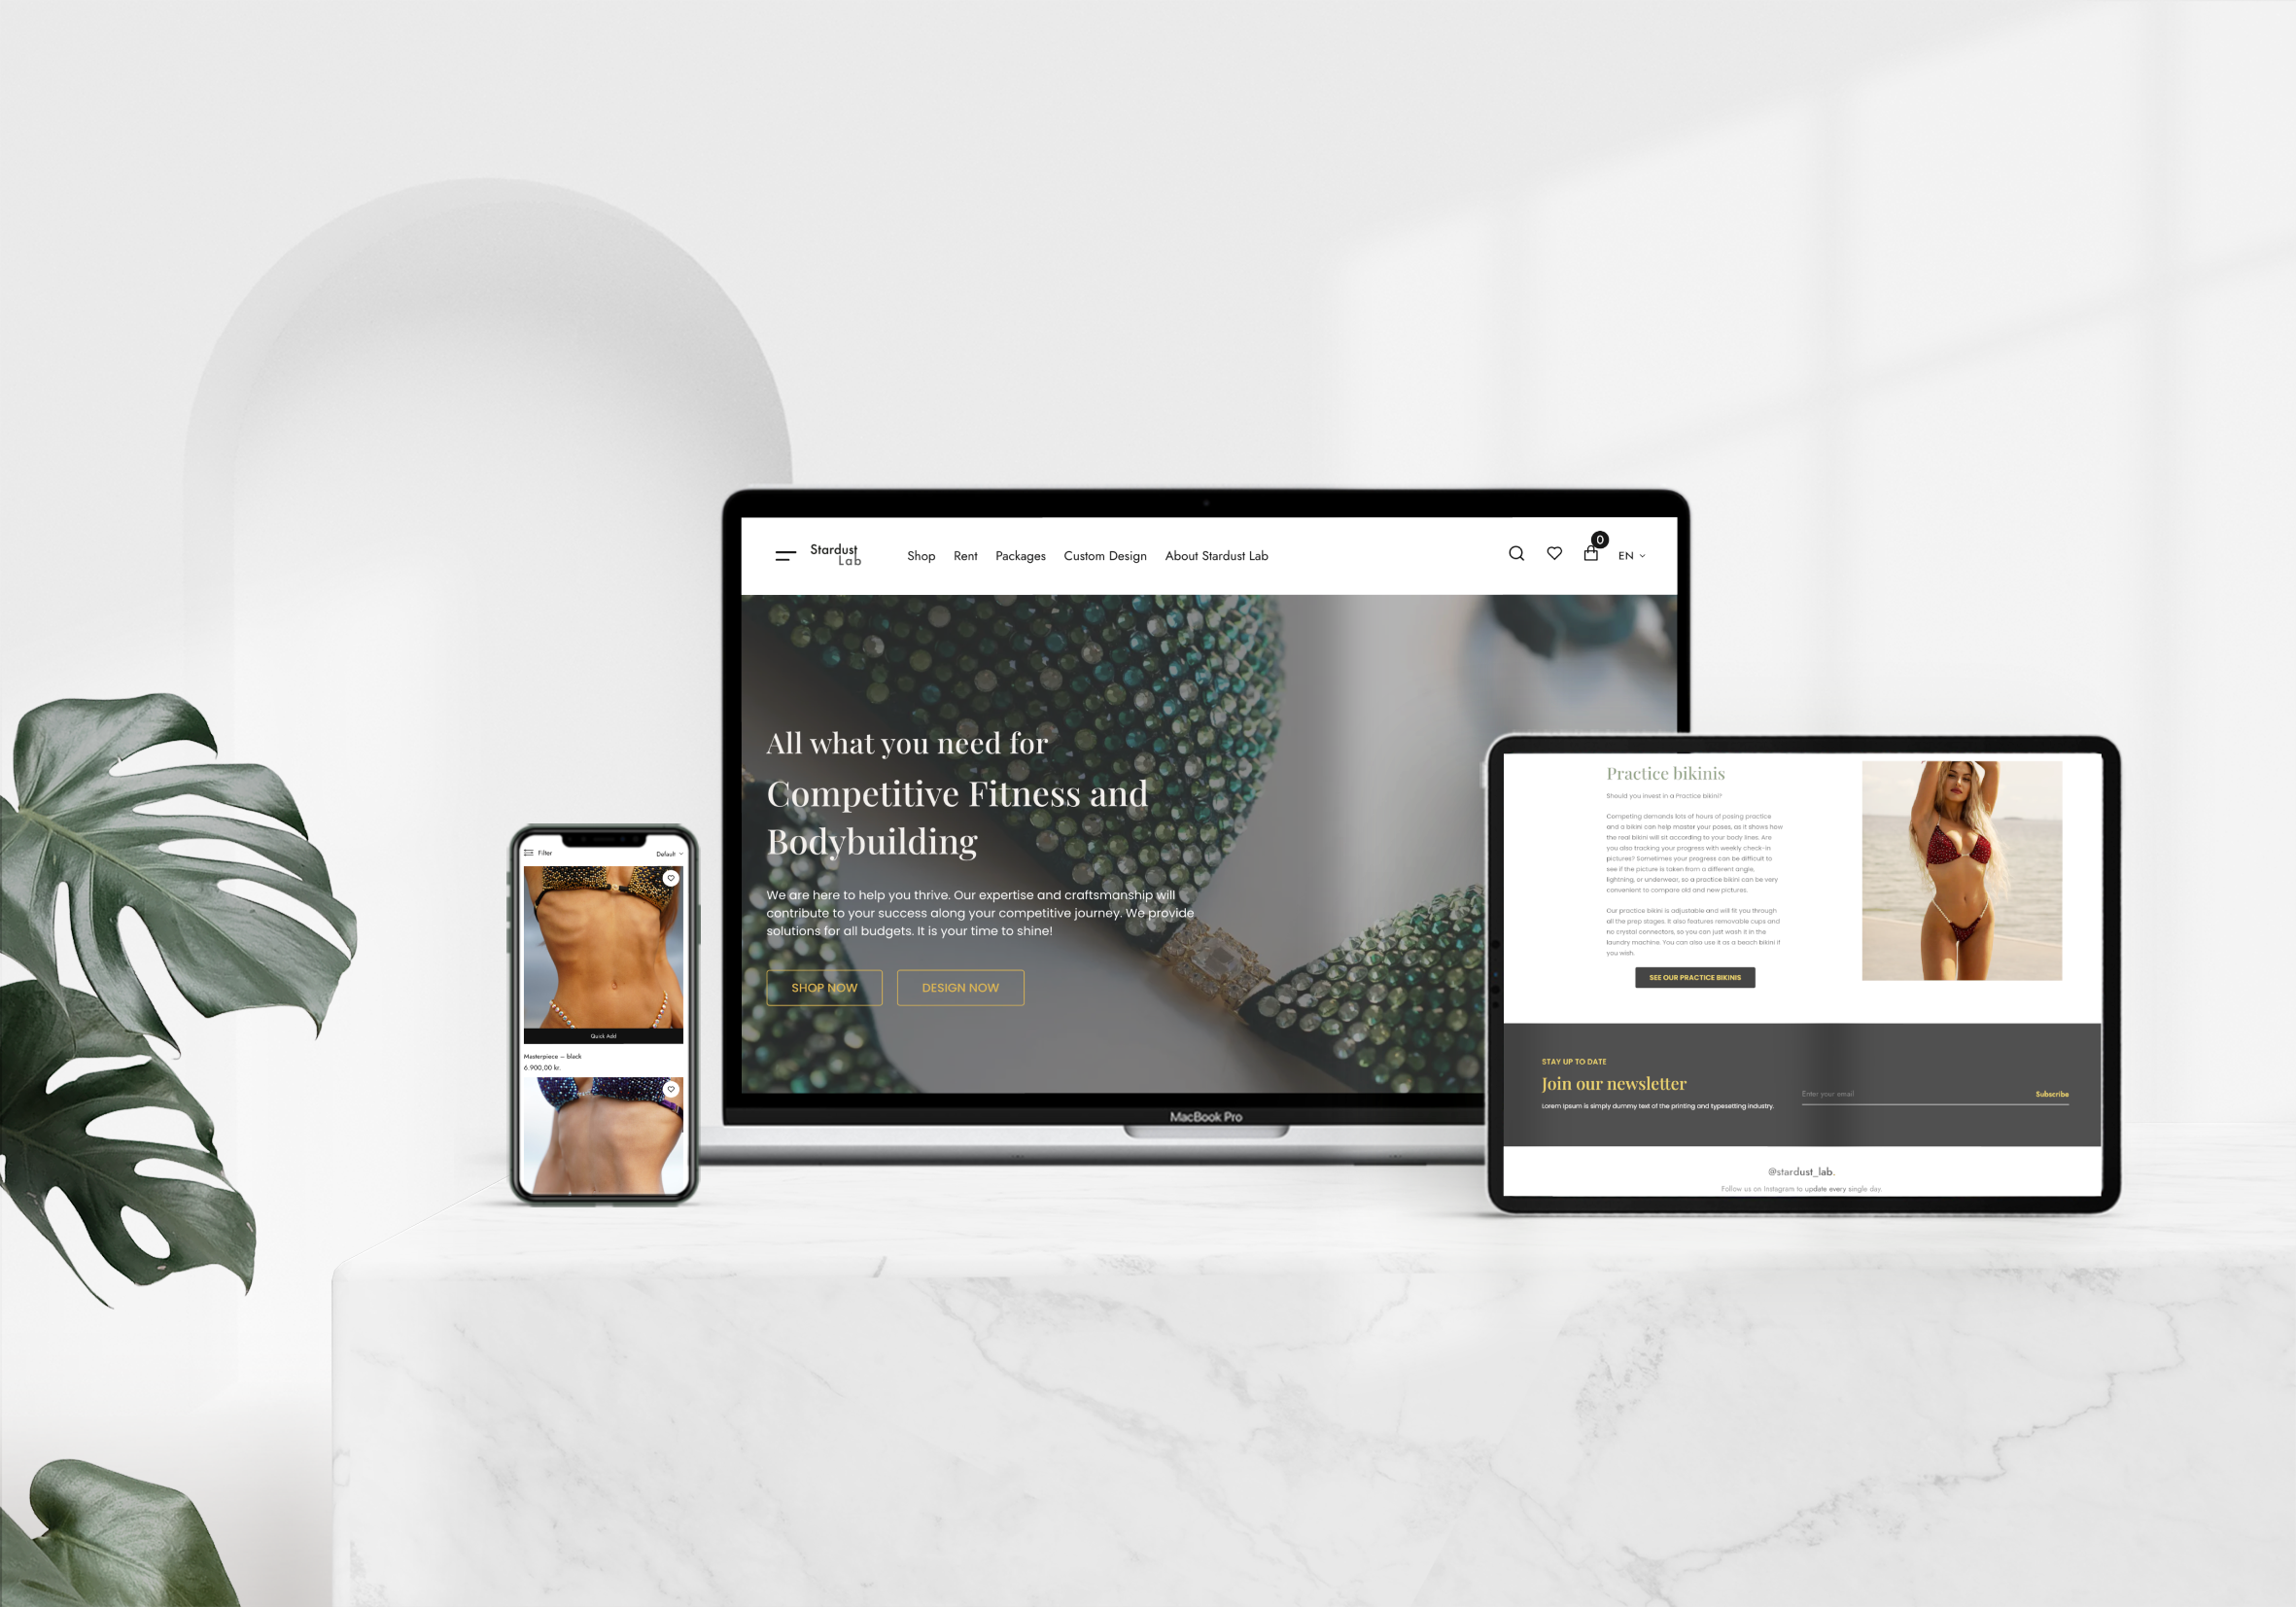 Stardust
Lab
Shop Rent Packages Custom Design About Stardust Lab
0
EN
All what you need for
Competitive Fitness and
Bodybuilding
We are here to help you thrive. Our expertise and craftsmanship will
contribute to your success along your competitive journey. We provide
solutions for all budgets. It is your time to shine!
SHOP NOW DESIGN NOW
MacBook Pro
Filter Default
Quick Add
Masterpiece – black
6.900,00 kr.
Practice bikinis
Should you invest in a Practice bikini?
Competing demands lots of hours of posing practice
and a bikini can help master your poses, as it shows how
the real bikini will sit according to your body lines. Are
you also tracking your progress with weekly check-in
pictures? Sometimes your progress can be difficult to
see if the picture is taken from a different angle,
lightning, or underwear, so a practice bikini can be very
convenient to compare old and new pictures.
Our practice bikini is adjustable and will fit you through
all the prep stages. It also features removable cups and
no crystal connectors, so you can just wash it in the
laundry machine. You can also use it as a beach bikini if
you wish.
SEE OUR PRACTICE BIKINIS
STAY UP TO DATE
Join our newsletter
Lorem Ipsum is simply dummy text of the printing and typesetting industry.
Enter your email Subscribe
@stardust_lab.
Follow us on instagram to update every single day.